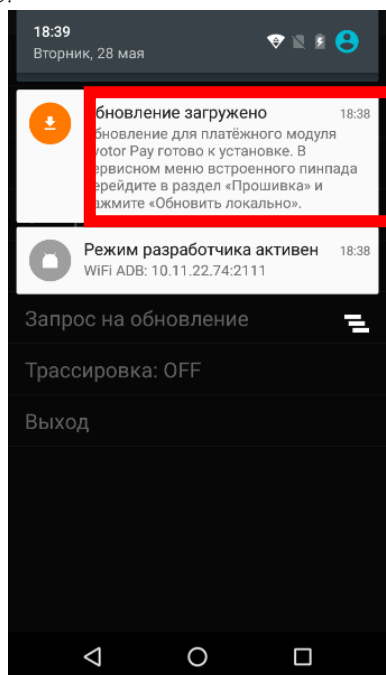 18:39
Вторник, 28 мая
бновление загружено 18:38
бновление для платёжного модуля
votor Pay готово к установке. В
ервисном меню встроенного пинпада
ерейдите в раздел «Прошивка» и
ажмите «Обновить локально».
Режим разработчика активен 18:38
WiFi ADB: 10.11.22.74:2111
Запрос на обновление
Трассировка: OFF
Выход